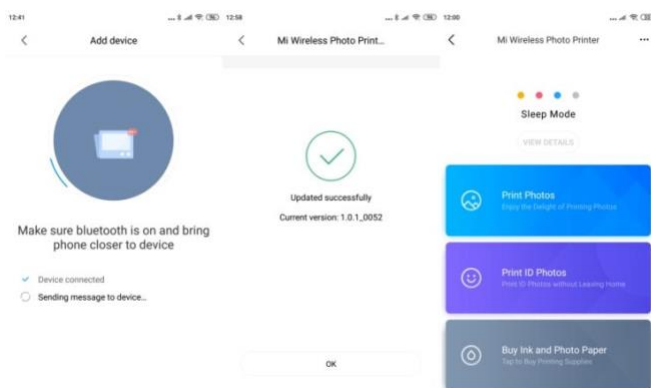 12:41
Add device
Make sure bluetooth is on and bring
phone closer to device
Device connected
Sending message to device...
12:58
Mi Wireless Photo Print...
Updated successfully
Current version: 1.0.1_0052
OK
12:00
Mi Wireless Photo Printer
Sleep Mode
VIEW DETAILS
Print Photos
Enjoy the Delight of Printing Photos
Print ID Photos
Print ID Photos without Leaving Home
Buy Ink and Photo Paper
Tap to Buy Printing Supplies